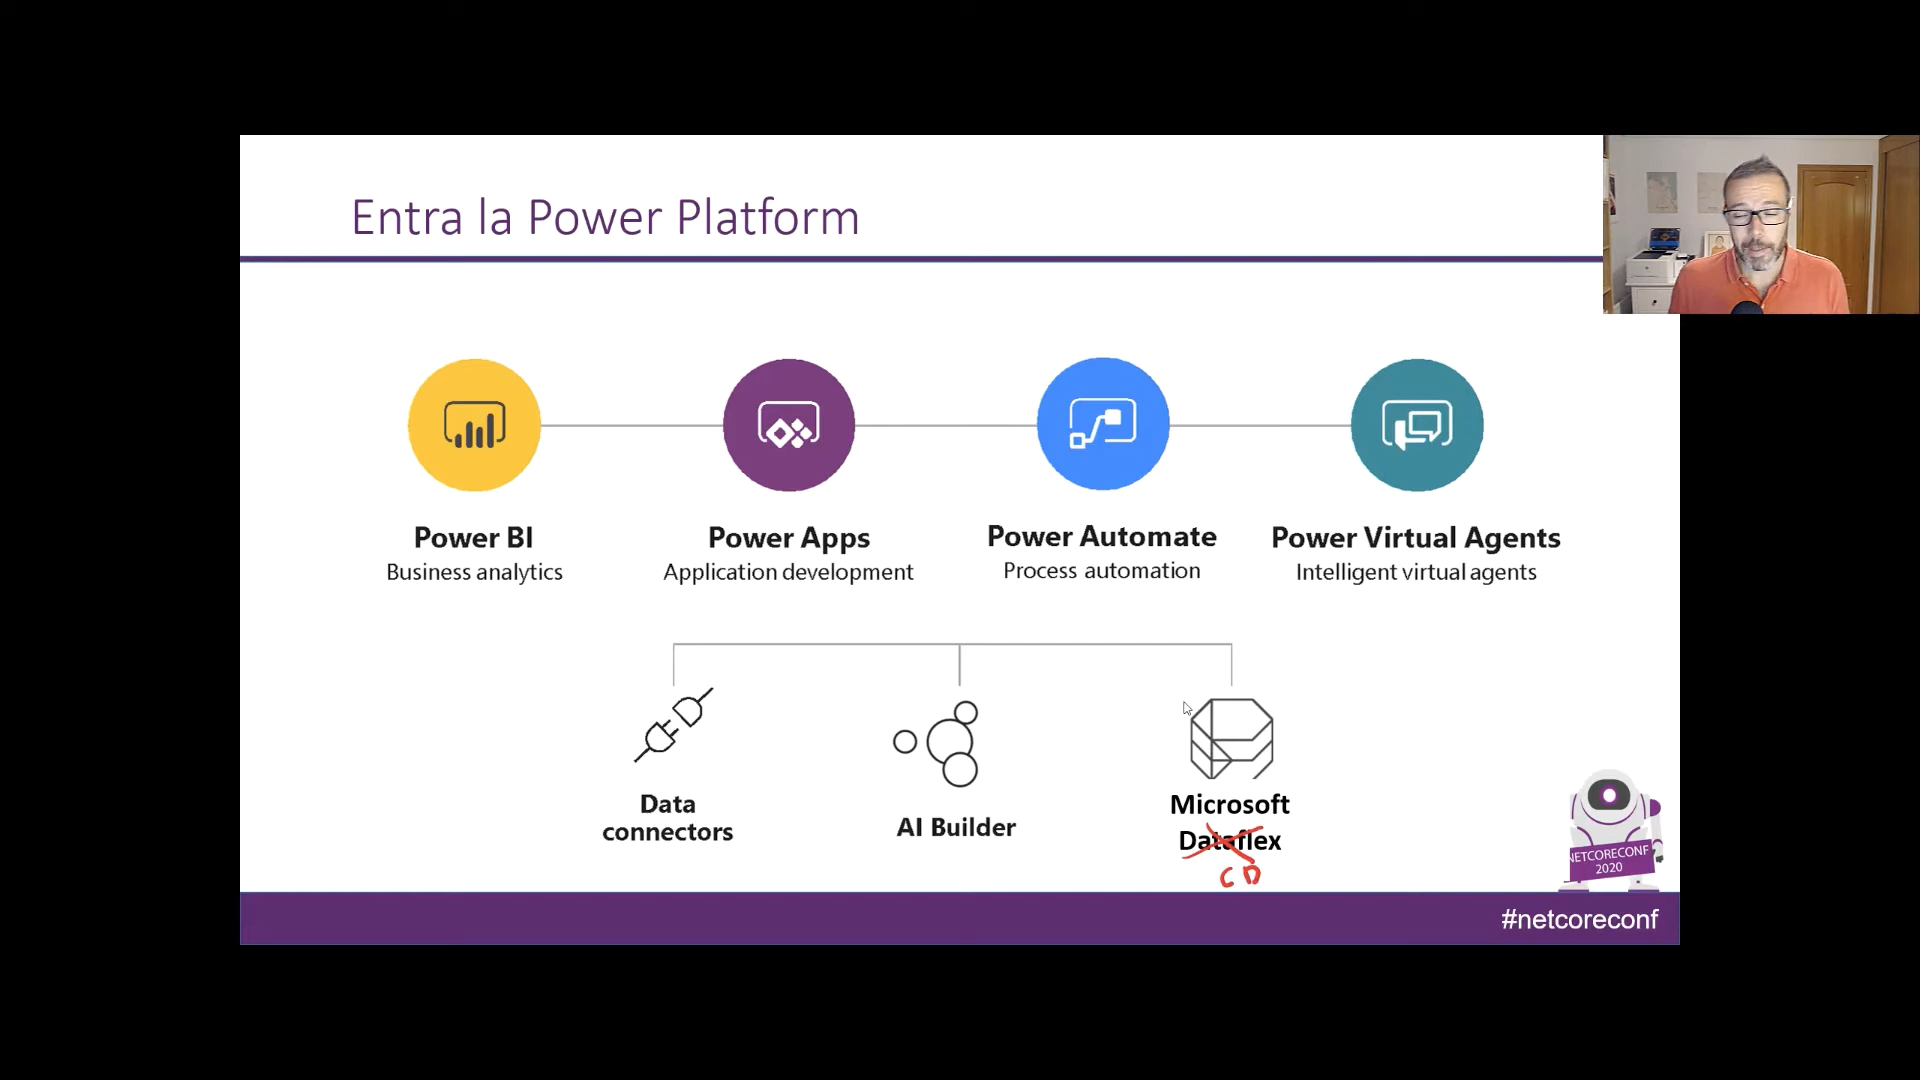 Entra la Power Platform
Power BI
Business analytics
Power Apps
Application development
Power Automate
Process automation
Power Virtual Agents
Intelligent virtual agents
Data
connectors
AI Builder
Microsoft
Dataflex
CD
NETCORECONF
2020
#netcoreconf